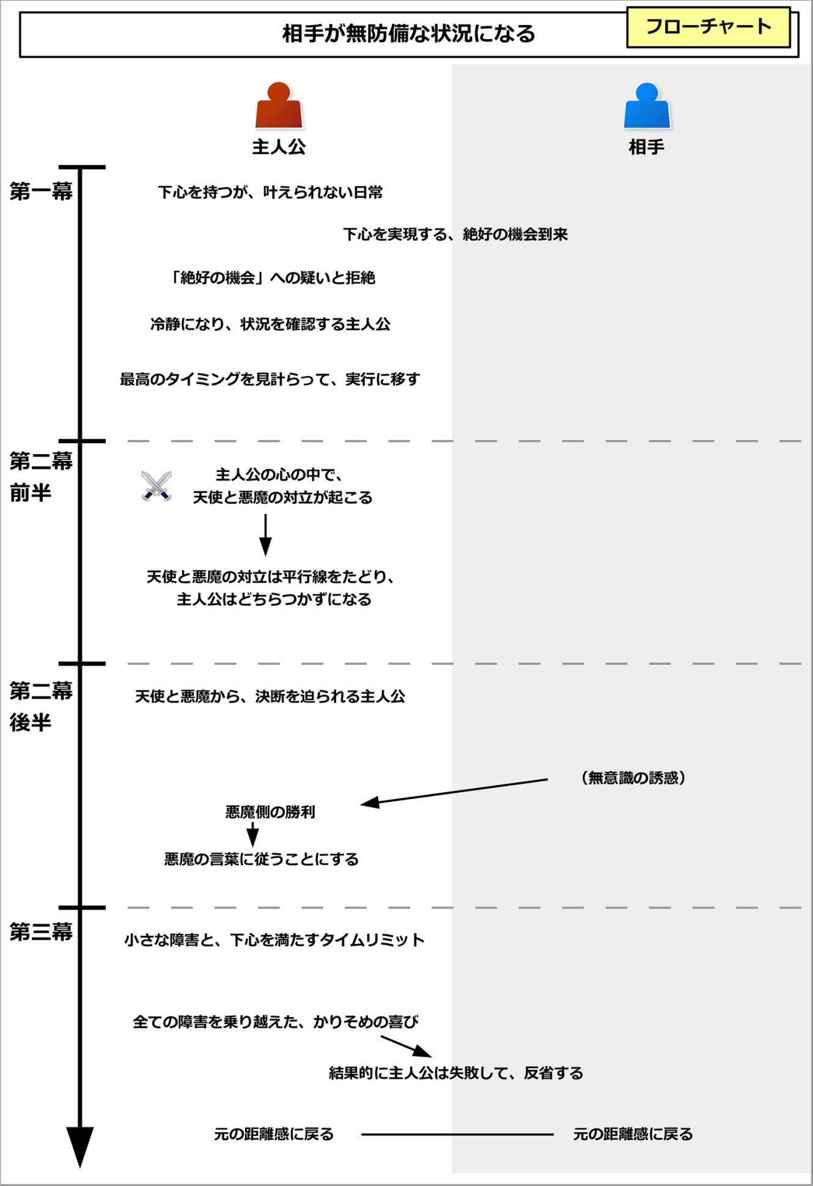 相手が無防備な状況になる
フローチャート
主人公
相手
第一幕
下心を持つが、叶えられない日常
下心を実現する、絶好の機会到来
「絶好の機会」への疑いと拒絶
冷静になり、状況を確認する主人公
最高のタイミングを見計らって、実行に移す
第二幕
前半
主人公の心の中で、
天使と悪魔の対立が起こる
天使と悪魔の対立は平行線をたどり、
主人公はどちらつかずになる
第二幕
後半
天使と悪魔から、決断を迫られる主人公
（無意識の誘惑）
悪魔側の勝利
悪魔の言葉に従うことにする
第三幕
小さな障害と、下心を満たすタイムリミット
全ての障害を乗り越えた、かりそめの喜び
結果的に主人公は失敗して、反省する
元の距離感に戻る
元の距離感に戻る